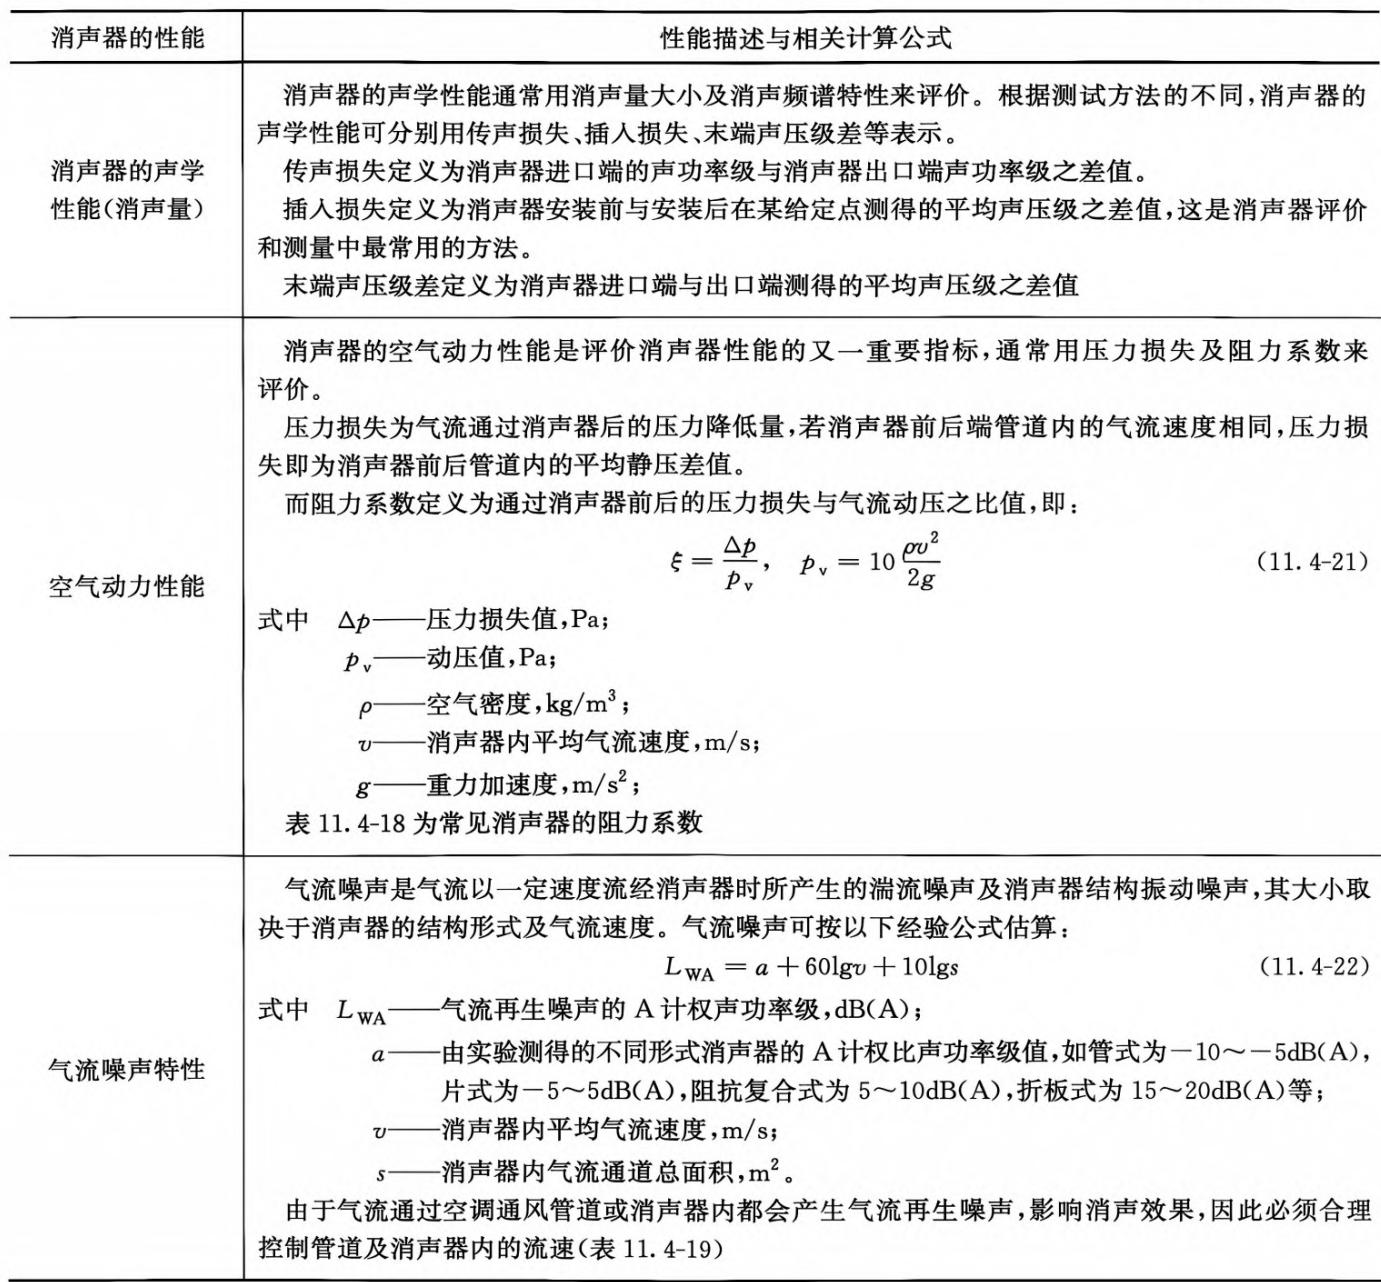 消声器的性能 性能描述与相关计算公式
消声器的声学性能(消声量)
消声器的声学性能通常用消声量大小及消声频谱特性来评价。根据测试方法的不同,消声器的
声学性能可分别用传声损失、插入损失、末端声压级差等表示。
传声损失定义为消声器进口端的声功率级与消声器出口端声功率级之差值。
插入损失定义为消声器安装前与安装后在某给定点测得的平均声压级之差值,这是消声器评价
和测量中最常用的方法。
末端声压级差定义为消声器进口端与出口端测得的平均声压级之差值
空气动力性能
消声器的空气动力性能是评价消声器性能的又一重要指标,通常用压力损失及阻力系数来
评价。
压力损失为气流通过消声器后的压力降低量,若消声器前后端管道内的气流速度相同,压力损
失即为消声器前后管道内的平均静压差值。
而阻力系数定义为通过消声器前后的压力损失与气流动压之比值,即:
ξ = Δp/p_v, p_v = 10 ρv²/2g (11.4-21)
式中 Δp——压力损失值,Pa;
p_v——动压值,Pa;
ρ——空气密度,kg/m³;
v——消声器内平均气流速度,m/s;
g——重力加速度,m/s²;
表 11.4-18 为常见消声器的阻力系数
气流噪声特性
气流噪声是气流以一定速度流经消声器时所产生的湍流噪声及消声器结构振动噪声,其大小取
决于消声器的结构形式及气流速度。气流噪声可按以下经验公式估算:
L_WA = a + 60lgv + 10lgs (11.4-22)
式中 L_WA——气流再生噪声的 A 计权声功率级,dB(A);
a——由实验测得的不同形式消声器的 A 计权比声功率级值,如管式为－10～－5dB(A),
片式为－5～5dB(A),阻抗复合式为 5～10dB(A),折板式为 15～20dB(A)等;
v——消声器内平均气流速度,m/s;
s——消声器内气流通道总面积,m²。
由于气流通过空调通风管道或消声器内都会产生气流再生噪声,影响消声效果,因此必须合理
控制管道及消声器内的流速(表 11.4-19)